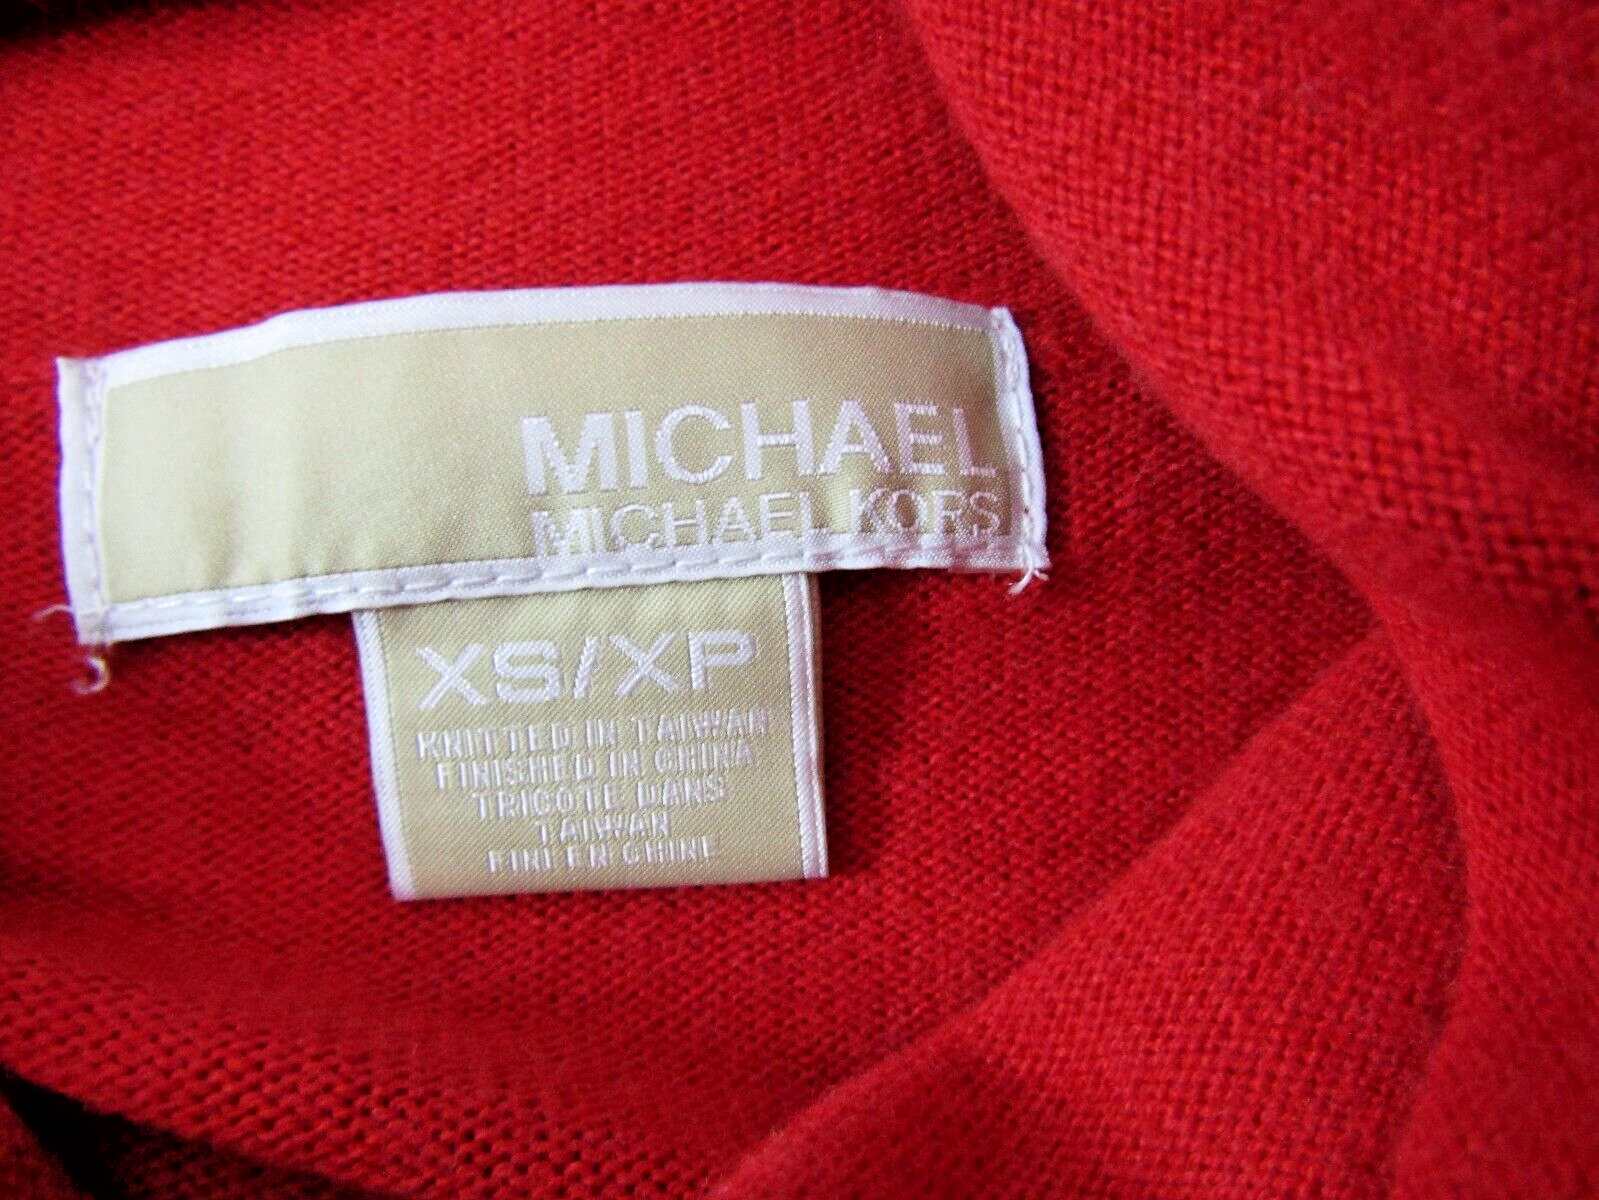 MICHAEL
MICHAEL KORS
XS/XP
KNITTED IN TAIWAN
FINISHED IN CHINA
TRICOTE DANS
TAIWAN
FINI EN CHINE